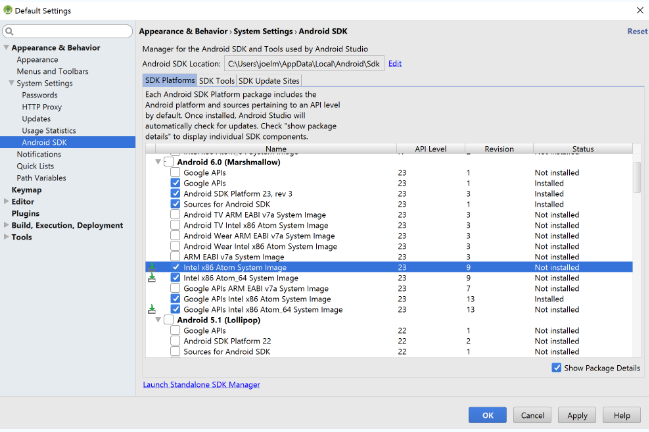 Default Settings
Appearance & Behavior
Appearance
Menus and Toolbars
System Settings
Passwords
HTTP Proxy
Updates
Usage Statistics
Android SDK
Notifications
Quick Lists
Path Variables
Keymap
Editor
Plugins
Build, Execution, Deployment
Tools
Appearance & Behavior › System Settings › Android SDK
Reset
Manager for the Android SDK and Tools used by Android Studio
Android SDK Location: C:\Users\joelm\AppData\Local\Android\Sdk Edit
SDK Platforms SDK Tools SDK Update Sites
Each Android SDK Platform package includes the
Android platform and sources pertaining to an API level
by default. Once installed, Android Studio will
automatically check for updates. Check "show package
details" to display individual SDK components.
Name API Level Revision Status
Android 6.0 (Marshmallow)
Google APIs 23 1 Not installed
Google APIs 23 1 Installed
Android SDK Platform 23, rev 3 23 3 Installed
Sources for Android SDK 23 1 Installed
Android TV ARM EABI v7a System Image 23 3 Not installed
Android TV Intel x86 Atom System Image 23 3 Not installed
Android Wear ARM EABI v7a System Image 23 3 Not installed
Android Wear Intel x86 Atom System Image 23 3 Not installed
ARM EABI v7a System Image 23 3 Not installed
Intel x86 Atom System Image 23 9 Not installed
Intel x86 Atom_64 System Image 23 9 Not installed
Google APIs ARM EABI v7a System Image 23 7 Not installed
Google APIs Intel x86 Atom System Image 23 13 Installed
Google APIs Intel x86 Atom_64 System Image 23 13 Not installed
Android 5.1 (Lollipop)
Google APIs 22 1 Not installed
Android SDK Platform 22 22 2 Not installed
Sources for Android SDK 22 1 Not installed
Show Package Details
Launch Standalone SDK Manager
OK Cancel Apply Help